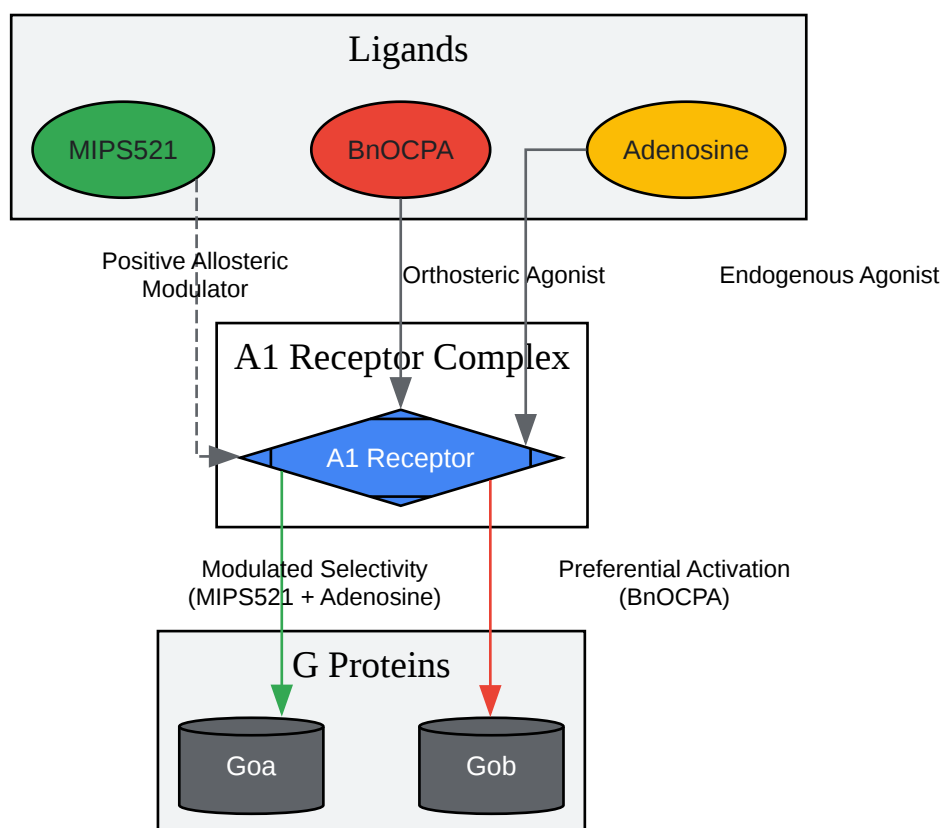 Ligands
MIPS521
BnOCPA
Adenosine
Positive Allosteric
Modulator
Orthosteric Agonist
Endogenous Agonist
A1 Receptor Complex
A1 Receptor
Modulated Selectivity
(MIPS521 + Adenosine)
Preferential Activation
(BnOCPA)
G Proteins
Goa
Gob